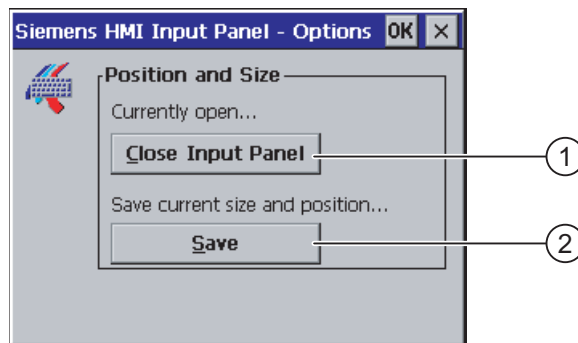 Siemens HMI Input Panel - Options OK ×
Position and Size
Currently open...
Close Input Panel
1
Save current size and position...
Save
2